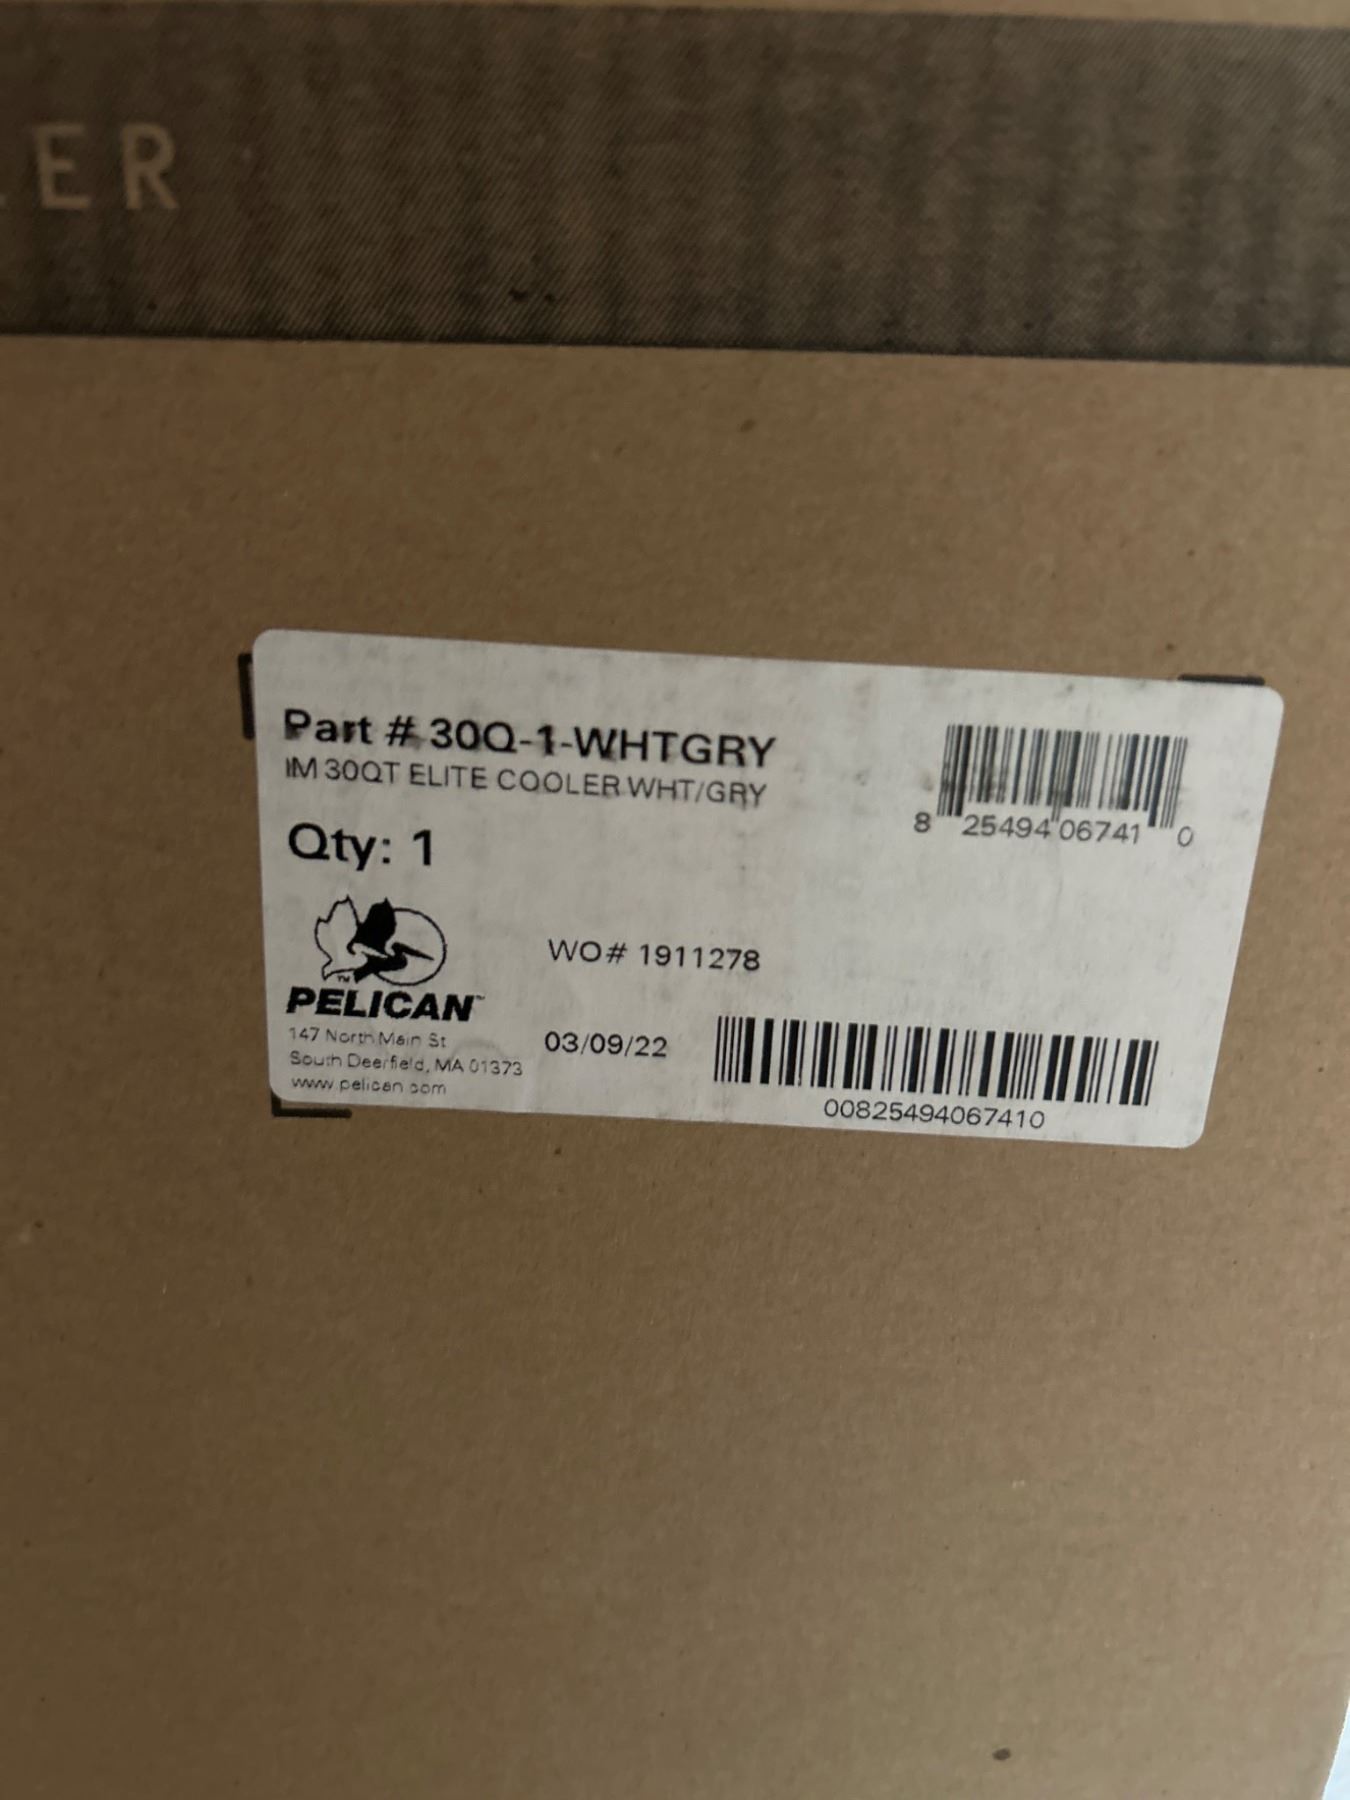 ER
Part # 30Q-1-WHTGRY
IM 30QT ELITE COOLER WHT/GRY
8 25494 06741 0
Qty: 1
PELICAN™
147 North Main St
South Deerfield, MA 01373
www.pelican.com
WO# 1911278
03/09/22
00825494067410